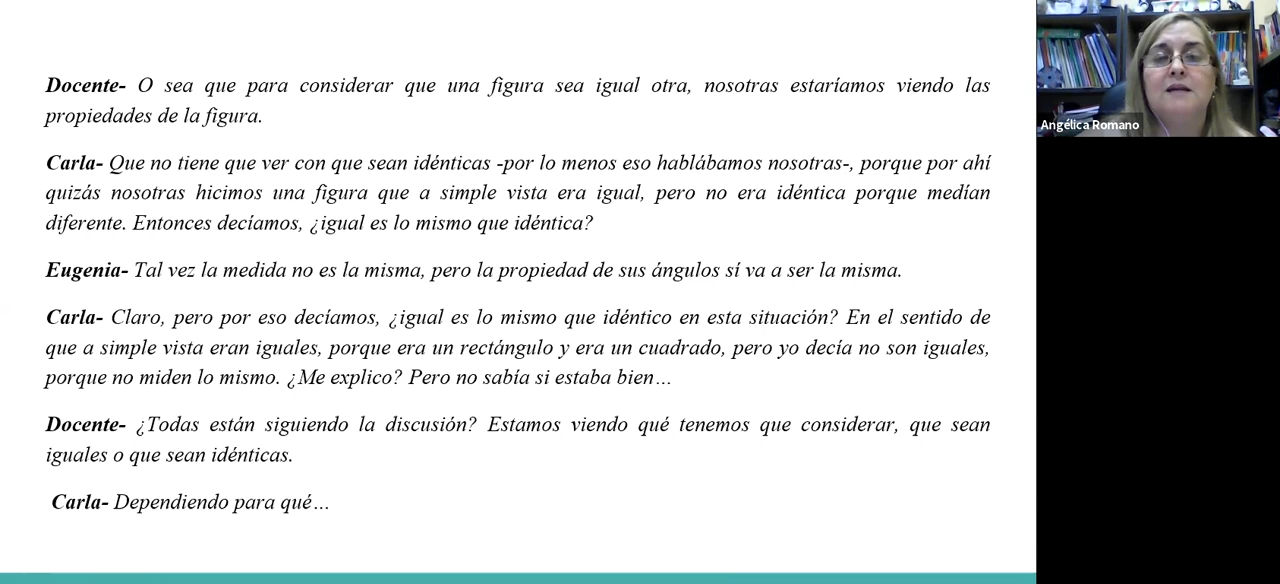 Docente- O sea que para considerar que una figura sea igual otra, nosotras estaríamos viendo las
propiedades de la figura.
Carla- Que no tiene que ver con que sean idénticas -por lo menos eso hablábamos nosotras-, porque por ahí
quizás nosotras hicimos una figura que a simple vista era igual, pero no era idéntica porque medían
diferente. Entonces decíamos, ¿igual es lo mismo que idéntica?
Eugenia- Tal vez la medida no es la misma, pero la propiedad de sus ángulos sí va a ser la misma.
Carla- Claro, pero por eso decíamos, ¿igual es lo mismo que idéntico en esta situación? En el sentido de
que a simple vista eran iguales, porque era un rectángulo y era un cuadrado, pero yo decía no son iguales,
porque no miden lo mismo. ¿Me explico? Pero no sabía si estaba bien…
Docente- ¿Todas están siguiendo la discusión? Estamos viendo qué tenemos que considerar, que sean
iguales o que sean idénticas.
Carla- Dependiendo para qué…
Angélica Romano